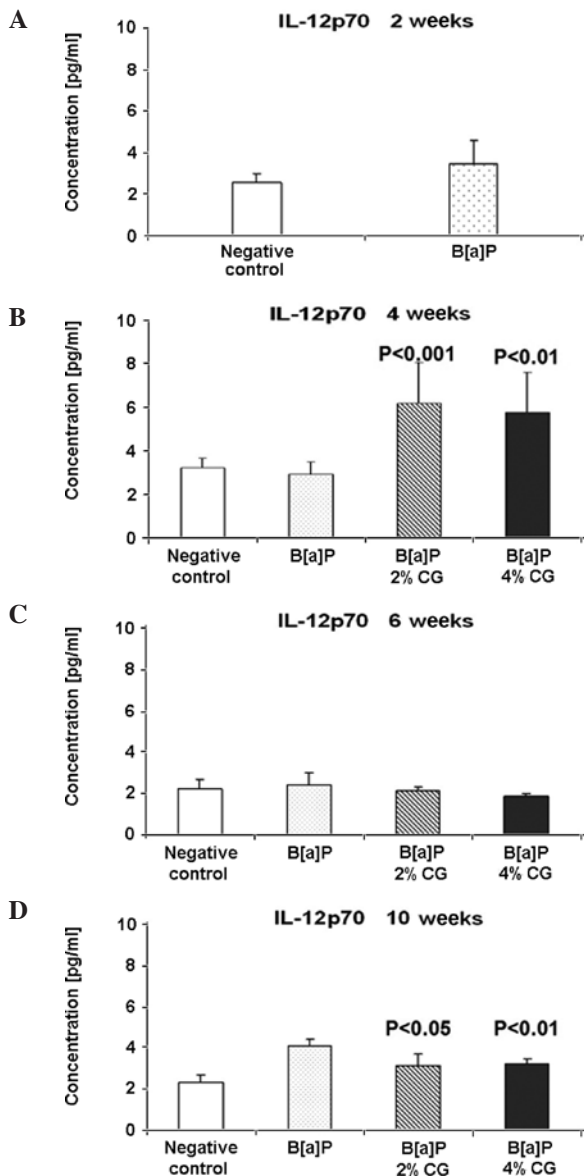 A
IL-12p70 2 weeks
Concentration [pg/ml]
10
8
6
4
2
0
Negative control
B[a]P
B
IL-12p70 4 weeks
Concentration [pg/ml]
10
8
6
4
2
0
P<0.001
P<0.01
Negative control
B[a]P
B[a]P 2% CG
B[a]P 4% CG
C
IL-12p70 6 weeks
Concentration [pg/ml]
10
8
6
4
2
0
Negative control
B[a]P
B[a]P 2% CG
B[a]P 4% CG
D
IL-12p70 10 weeks
Concentration [pg/ml]
10
8
6
4
2
0
P<0.05
P<0.01
Negative control
B[a]P
B[a]P 2% CG
B[a]P 4% CG